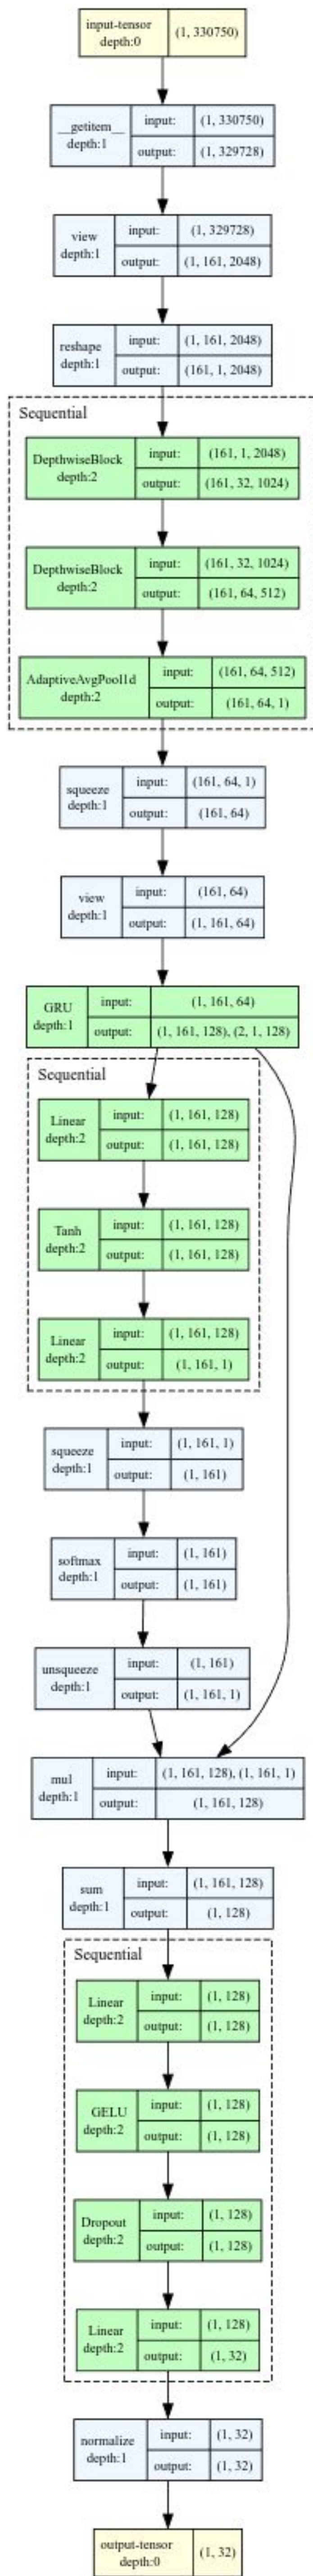 input-tensor
depth:0
(1, 330750)
__getitem__
depth:1
input:
(1, 330750)
output:
(1, 329728)
view
depth:1
input:
(1, 329728)
output:
(1, 161, 2048)
reshape
depth:1
input:
(1, 161, 2048)
output:
(161, 1, 2048)
Sequential
DepthwiseBlock
depth:2
input:
(161, 1, 2048)
output:
(161, 32, 1024)
DepthwiseBlock
depth:2
input:
(161, 32, 1024)
output:
(161, 64, 512)
AdaptiveAvgPool1d
depth:2
input:
(161, 64, 512)
output:
(161, 64, 1)
squeeze
depth:1
input:
(161, 64, 1)
output:
(161, 64)
view
depth:1
input:
(161, 64)
output:
(1, 161, 64)
GRU
depth:1
input:
(1, 161, 64)
output:
(1, 161, 128), (2, 1, 128)
Sequential
Linear
depth:2
input:
(1, 161, 128)
output:
(1, 161, 128)
Tanh
depth:2
input:
(1, 161, 128)
output:
(1, 161, 128)
Linear
depth:2
input:
(1, 161, 128)
output:
(1, 161, 1)
squeeze
depth:1
input:
(1, 161, 1)
output:
(1, 161)
softmax
depth:1
input:
(1, 161)
output:
(1, 161)
unsqueeze
depth:1
input:
(1, 161)
output:
(1, 161, 1)
mul
depth:1
input:
(1, 161, 128), (1, 161, 1)
output:
(1, 161, 128)
sum
depth:1
input:
(1, 161, 128)
output:
(1, 128)
Sequential
Linear
depth:2
input:
(1, 128)
output:
(1, 128)
GELU
depth:2
input:
(1, 128)
output:
(1, 128)
Dropout
depth:2
input:
(1, 128)
output:
(1, 128)
Linear
depth:2
input:
(1, 128)
output:
(1, 32)
normalize
depth:1
input:
(1, 32)
output:
(1, 32)
output-tensor
depth:0
(1, 32)